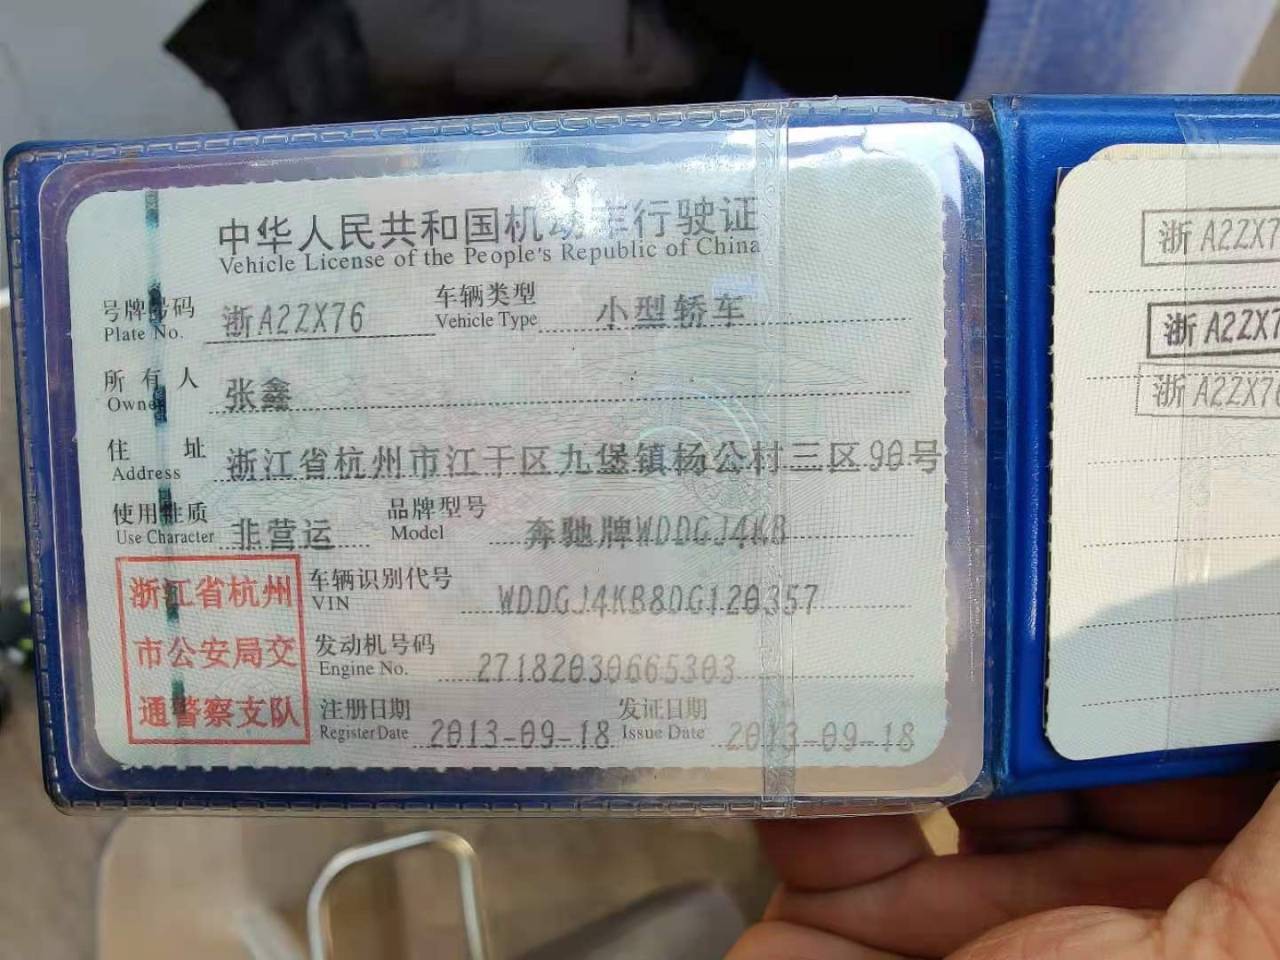 中华人民共和国机动车行驶证
Vehicle License of the People's Republic of China
号牌号码 浙A2ZX76 车辆类型 小型轿车
Plate No. Vehicle Type
所有人 张鑫
Owner
住址 浙江省杭州市江干区九堡镇杨公村三区90号
Address
使用性质 非营运 品牌型号 奔驰牌WDDGJ4KB
Use Character Model
浙江省杭州
市公安局交
通警察支队
车辆识别代号 WDDGJ4KB8DG120357
VIN
发动机号码 27182030665303
Engine No.
注册日期 2013-09-18 发证日期 2013-09-18
Register Date Issue Date
浙A2ZX7
浙A2ZX7
浙A2ZX76